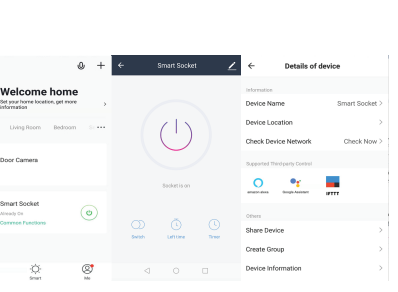 Welcome home
Set your home location, get more
information
Living Room
Bedroom
Door Camera
Smart Socket
Already On
Common Functions
Smart
Me
Smart Socket
Socket is on
Switch
Left time
Timer
Details of device
Information
Device Name
Smart Socket
Device Location
Check Device Network
Check Now
Supported Third-party Control
amazon alexa
Google Assistant
IFTTT
Others
Share Device
Create Group
Device Information